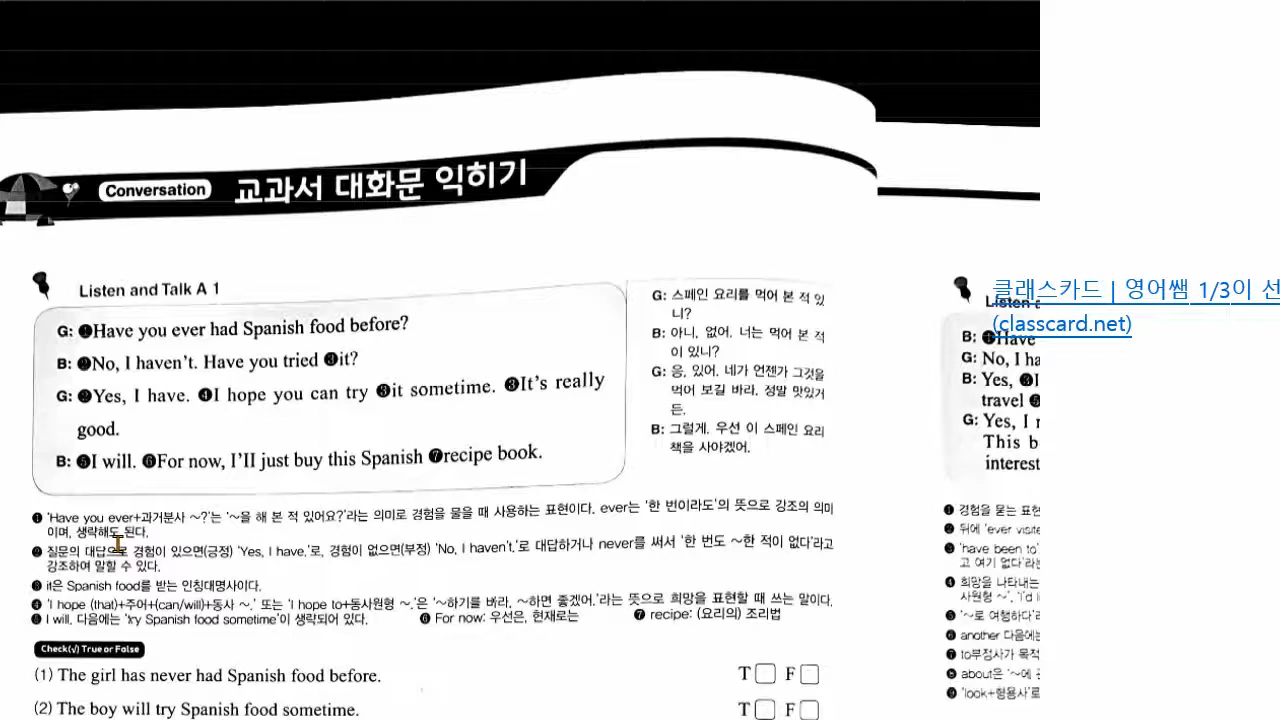 Conversation 교과서 대화문 익히기
Listen and Talk A 1
G: ❶Have you ever had Spanish food before?
B: ❷No, I haven't. Have you tried ❸it?
G: ❷Yes, I have. ❹I hope you can try ❸it sometime. ❸It's really
good.
B: ❺I will. ❻For now, I'll just buy this Spanish ❼recipe book.
G: 스페인 요리를 먹어 본 적 있
니?
B: 아니, 없어. 너는 먹어 본 적
이 있니?
G: 응, 있어. 네가 언젠가 그것을
먹어 보길 바라. 정말 맛있거
든.
B: 그럴게. 우선 이 스페인 요리
책을 사야겠어.
❶ 'Have you ever+과거분사 ~?'는 '~을 해 본 적 있어요?'라는 의미로 경험을 물을 때 사용하는 표현이다. ever는 '한 번이라도'의 뜻으로 강조의 의미
이며, 생략해도 된다.
❷ 질문의 대답으로 경험이 있으면(긍정) 'Yes, I have.'로, 경험이 없으면(부정) 'No, I haven't.'로 대답하거나 never를 써서 '한 번도 ~한 적이 없다'라고
강조하여 말할 수 있다.
❸ it은 Spanish food를 받는 인칭대명사이다.
❹ 'I hope (that)+주어+(can/will)+동사 ~.' 또는 'I hope to+동사원형 ~.'은 '~하기를 바라, ~하면 좋겠어.'라는 뜻으로 희망을 표현할 때 쓰는 말이다.
❺ I will. 다음에는 'try Spanish food sometime'이 생략되어 있다. ❻ For now: 우선은, 현재로는 ❼ recipe: (요리의) 조리법
Check(√) True or False
(1) The girl has never had Spanish food before. T F
(2) The boy will try Spanish food sometime. T F
클래스카드 | 영어쌤 1/3이 선
(classcard.net)
Listen
B: ❶Have
G: No, I ha
B: Yes, ❸I
travel ❺
G: Yes, I r
This b
interest
❶ 경험을 묻는 표현
❷ 뒤에 'ever visite
❸ 'have been to'
고 여기 없다'라는
❹ 희망을 나타내는
사원형 ~', 'I'd li
❺ '~로 여행하다'
❻ another 다음에는
❼ to부정사가 목적
❽ about은 '~에 관
❾ 'look+형용사'로